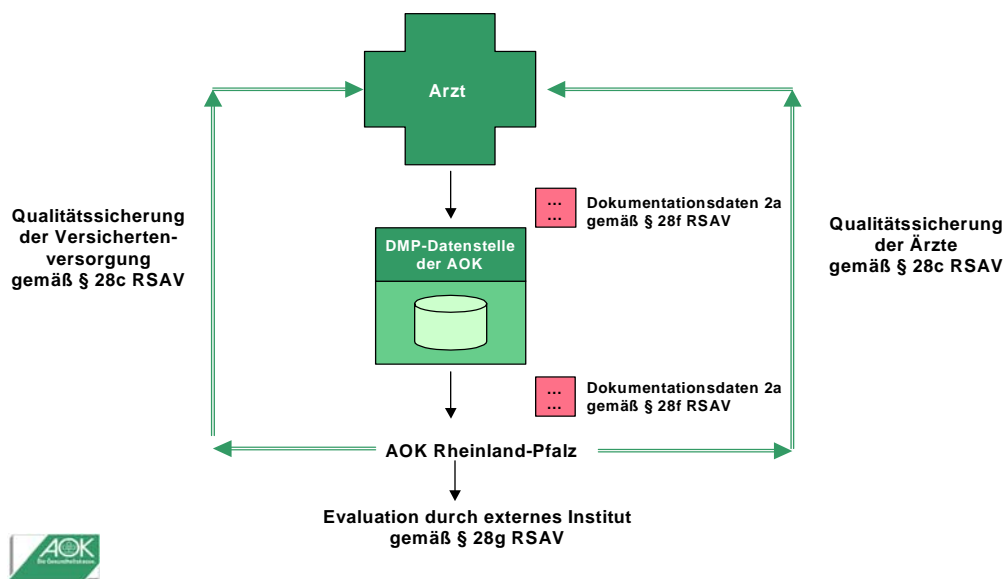 Arzt
... Dokumentationsdaten 2a
... gemäß § 28f RSAV
Qualitätssicherung
der Versicherten-
versorgung
gemäß § 28c RSAV
DMP-Datenstelle
der AOK
Qualitätssicherung
der Ärzte
gemäß § 28c RSAV
... Dokumentationsdaten 2a
... gemäß § 28f RSAV
AOK Rheinland-Pfalz
Evaluation durch externes Institut
gemäß § 28g RSAV
AOK
Die Gesundheitskasse.